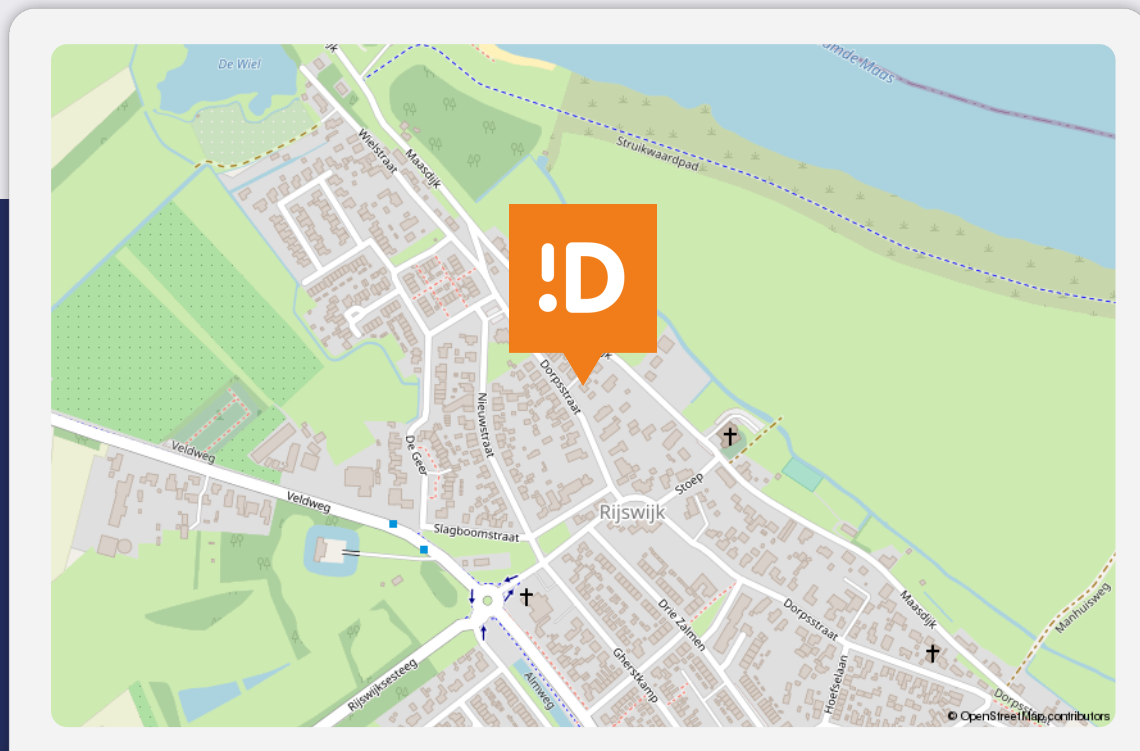 De Wiel
Wielstraat
Maasdijk
Struikwaardpad
!D
Dorpsstraat
Nieuwstraat
De Geer
Veldweg
Veldweg
Slagboomstraat
Stoep
Rijswijk
Drie Zalmen
Gherstkamp
Dorpsstraat
Maasdijk
Manhuisweg
Hoefselaan
Almweg
Rijswijksesteeg
© OpenStreetMap contributors